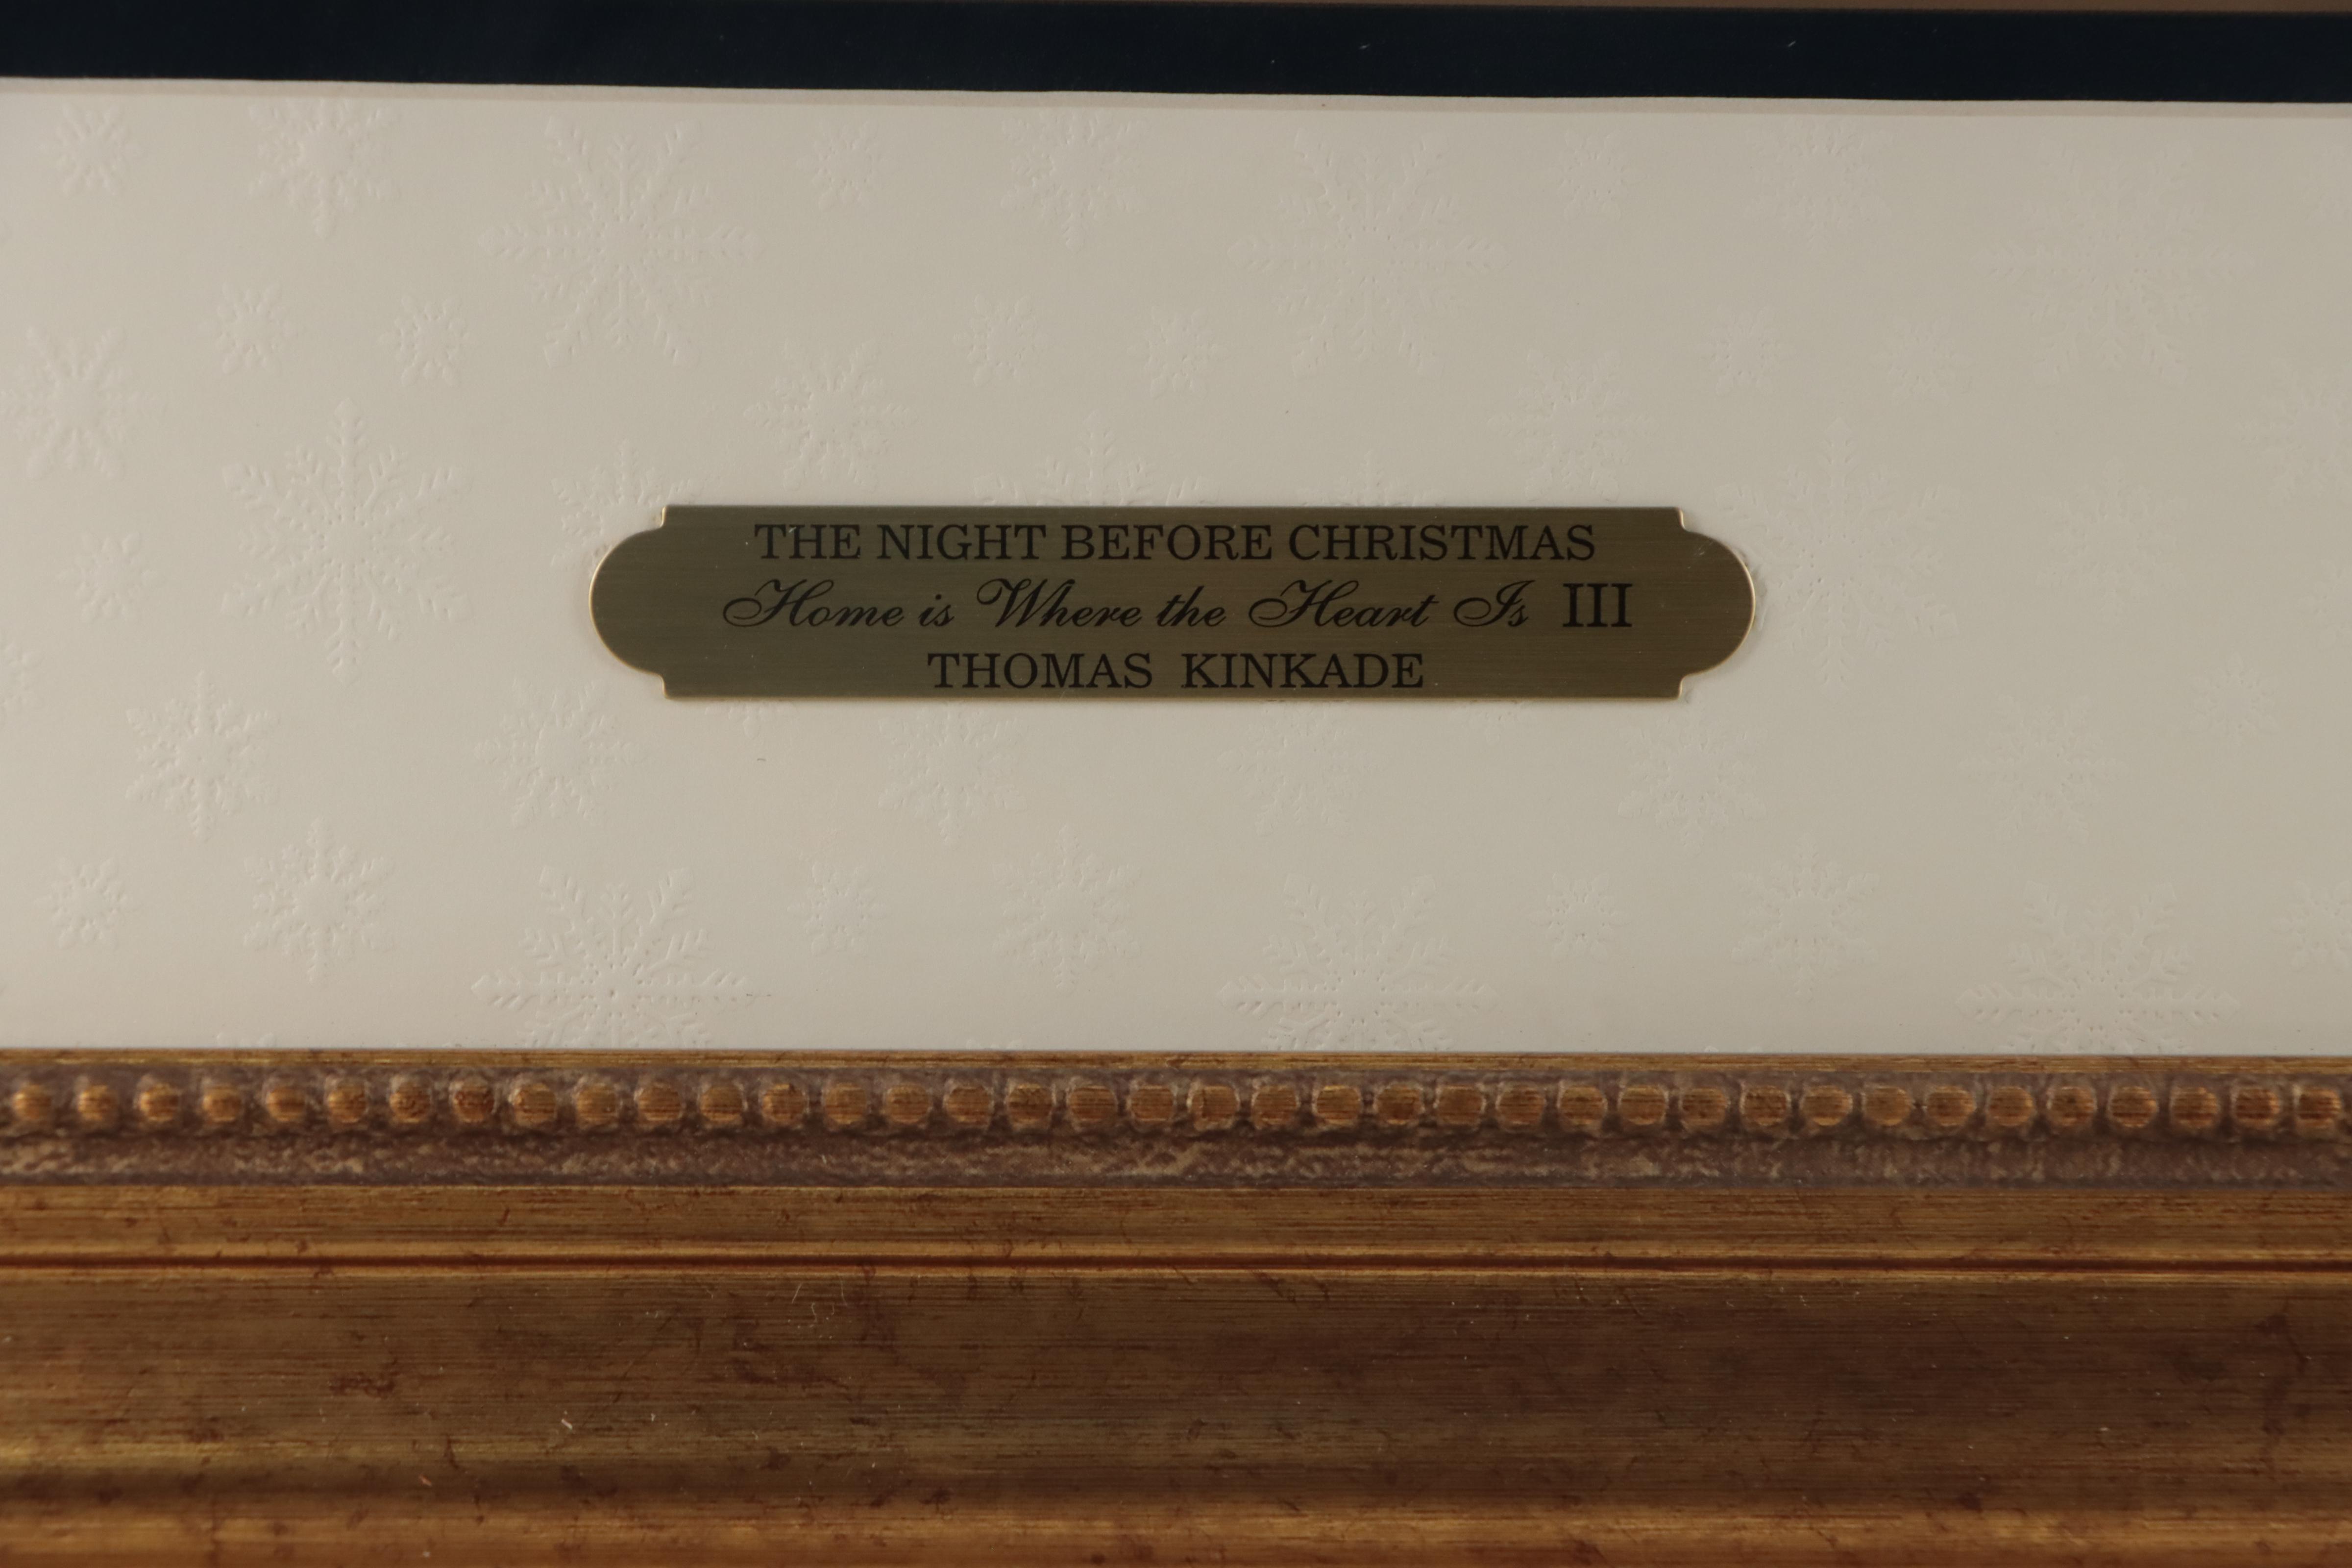 THE NIGHT BEFORE CHRISTMAS
Home is Where the Heart Is III
THOMAS KINKADE